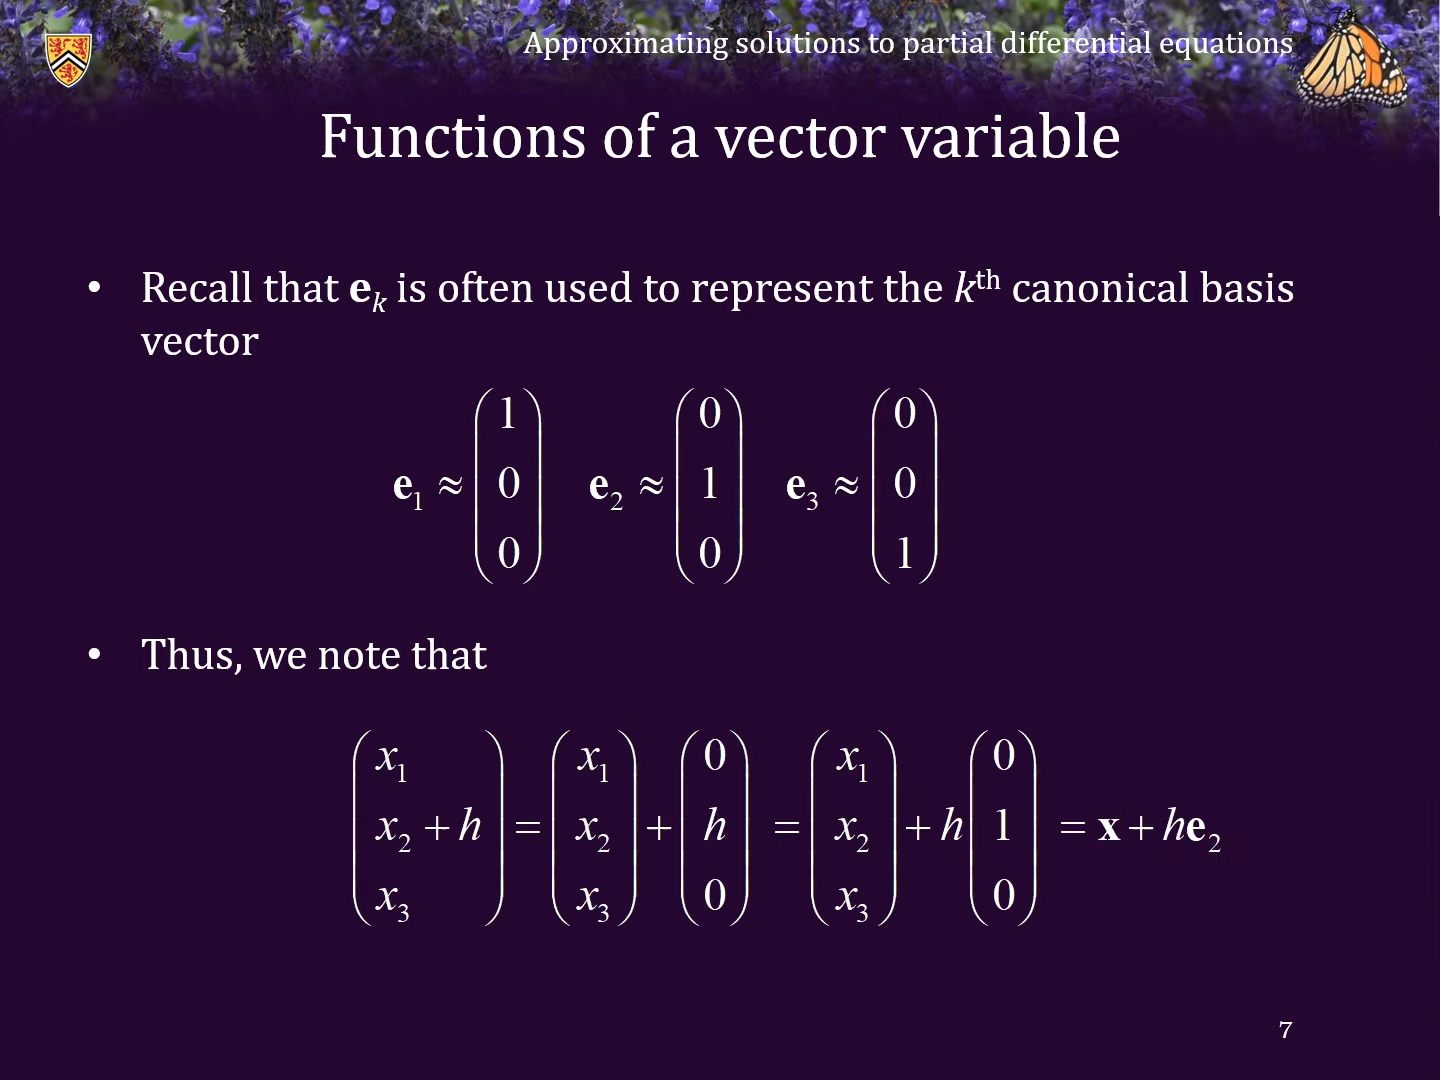 Approximating solutions to partial differential equations
Functions of a vector variable
• Recall that e_k is often used to represent the k^th canonical basis
vector
e_1 ≈ (1 0 0) e_2 ≈ (0 1 0) e_3 ≈ (0 0 1)
• Thus, we note that
(x_1 x_2 + h x_3) = (x_1 x_2 x_3) + (0 h 0) = (x_1 x_2 x_3) + h (0 1 0) = x + he_2
7